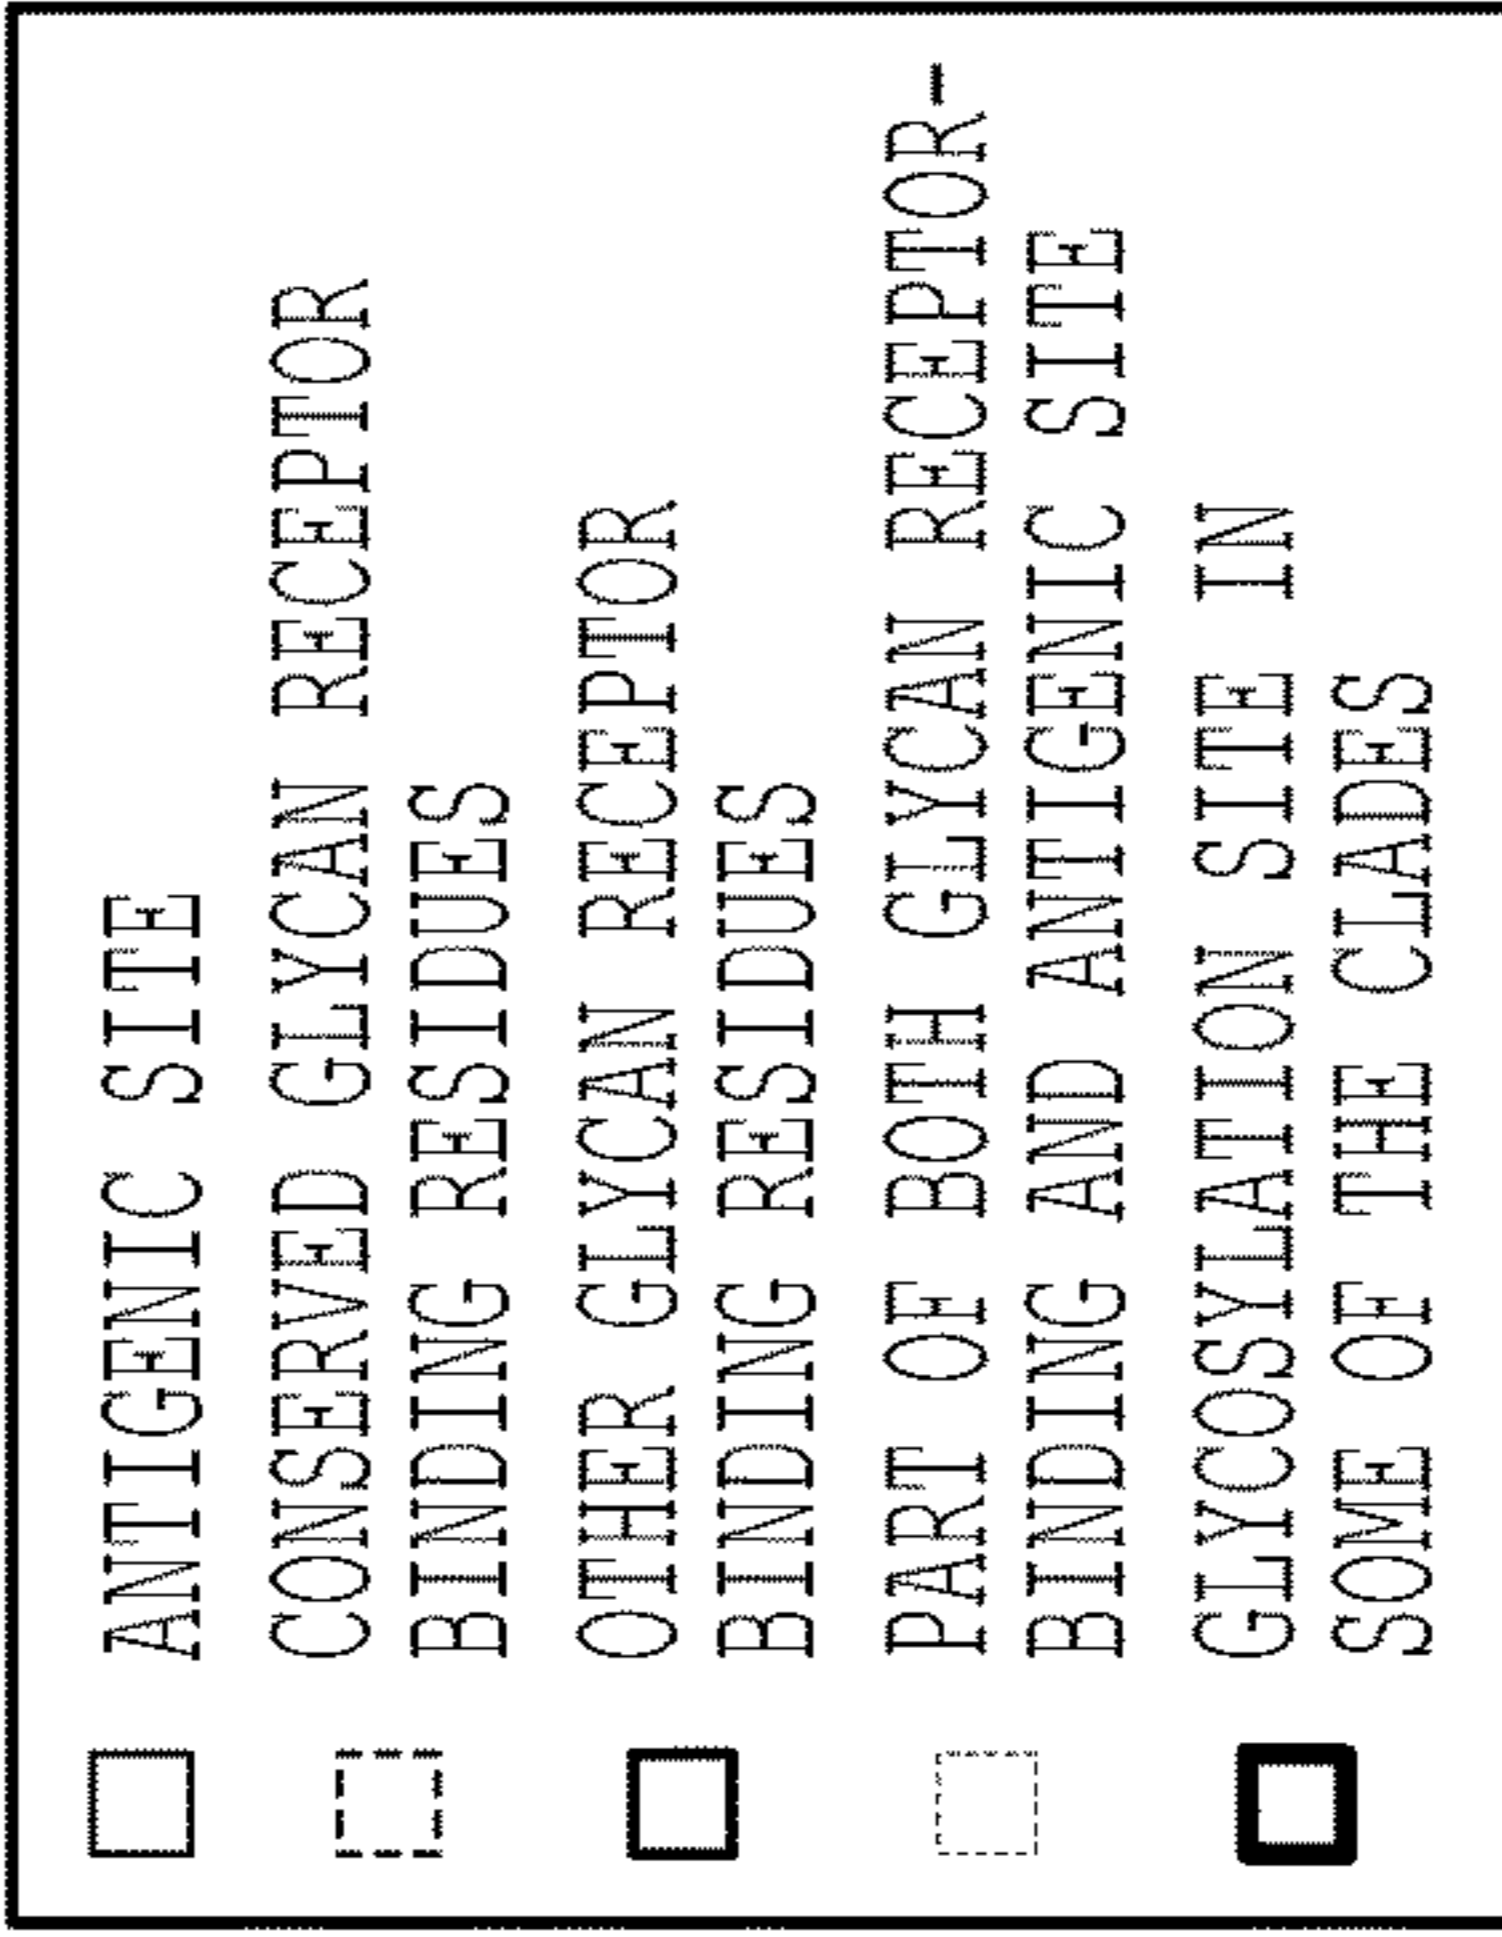 ANTIGENIC SITE
CONSERVED GLYCAN RECEPTOR
BINDING RESIDUES
OTHER GLYCAN RECEPTOR
BINDING RESIDUES
PART OF BOTH GLYCAN RECEPTOR-
BINDING AND ANTIGENIC SITE
GLYCOSYLATION SITE IN
SOME OF THE CLADES